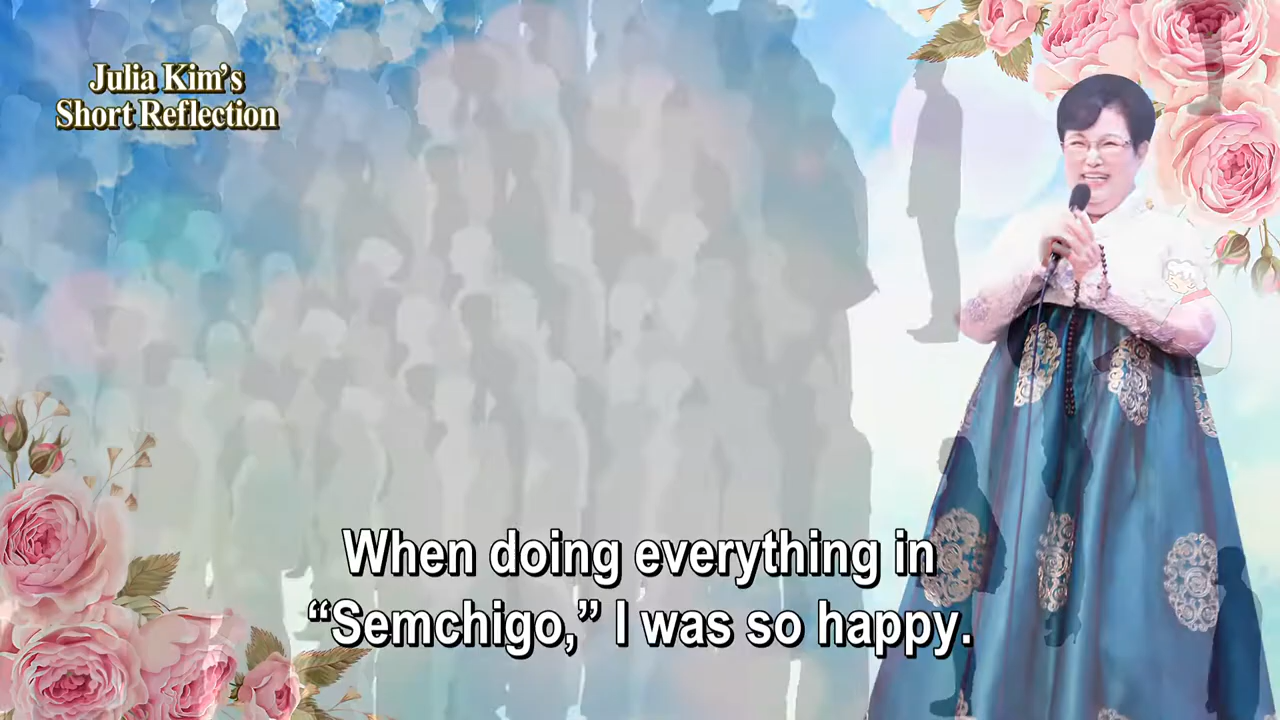 Julia Kim's
Short Reflection
When doing everything in
“Semchigo,” I was so happy.